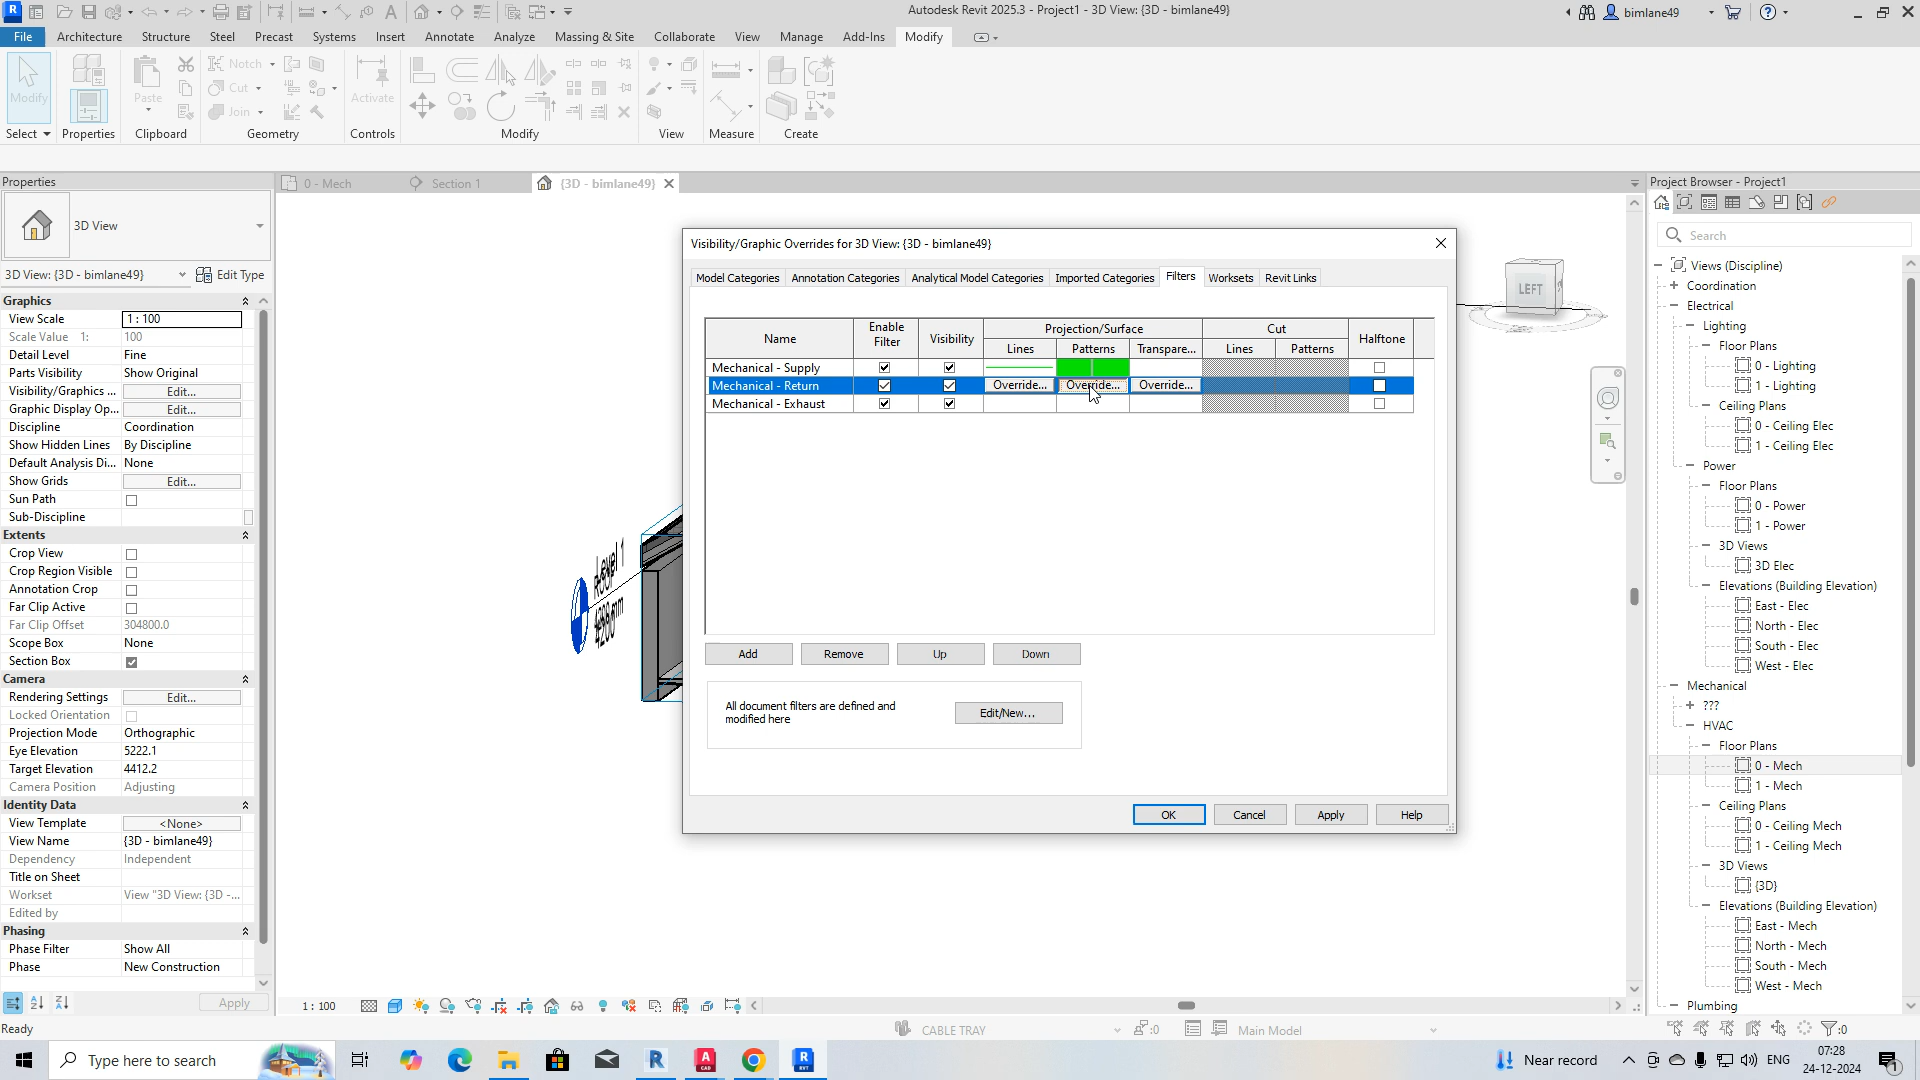 Autodesk Revit 2025.3 - Project1 - 3D View: {3D - bimlane49}
bimlane49
File Architecture Structure Steel Precast Systems Insert Annotate Analyze Massing & Site Collaborate View Manage Add-Ins Modify
Modify
Paste
Notch
Cut
Join
Activate
Select Properties Clipboard Geometry Controls Modify View Measure Create
Properties
3D View
3D View: {3D - bimlane49}
Edit Type
Graphics
View Scale 1 : 100
Scale Value 1: 100
Detail Level Fine
Parts Visibility Show Original
Visibility/Graphics ... Edit...
Graphic Display Op... Edit...
Discipline Coordination
Show Hidden Lines By Discipline
Default Analysis Di... None
Show Grids Edit...
Sun Path
Sub-Discipline
Extents
Crop View
Crop Region Visible
Annotation Crop
Far Clip Active
Far Clip Offset 304800.0
Scope Box None
Section Box
Camera
Rendering Settings Edit...
Locked Orientation
Projection Mode Orthographic
Eye Elevation 5222.1
Target Elevation 4412.2
Camera Position Adjusting
Identity Data
View Template <None>
View Name {3D - bimlane49}
Dependency Independent
Title on Sheet
Workset View "3D View: {3D -...
Edited by
Phasing
Phase Filter Show All
Phase New Construction
Apply
0 - Mech
Section 1
{3D - bimlane49}
Level 1
LEFT
Visibility/Graphic Overrides for 3D View: {3D - bimlane49}
Model Categories Annotation Categories Analytical Model Categories Imported Categories Filters Worksets Revit Links
Name Enable Filter Visibility Projection/Surface Cut Halftone
Lines Patterns Transpare... Lines Patterns
Mechanical - Supply
Mechanical - Return Override... Override... Override...
Mechanical - Exhaust
Add Remove Up Down
All document filters are defined and
modified here
Edit/New...
OK Cancel Apply Help
Project Browser - Project1
Search
Views (Discipline)
Coordination
Electrical
Lighting
Floor Plans
0 - Lighting
1 - Lighting
Ceiling Plans
0 - Ceiling Elec
1 - Ceiling Elec
Power
Floor Plans
0 - Power
1 - Power
3D Views
3D Elec
Elevations (Building Elevation)
East - Elec
North - Elec
South - Elec
West - Elec
Mechanical
???
HVAC
Floor Plans
0 - Mech
1 - Mech
Ceiling Plans
0 - Ceiling Mech
1 - Ceiling Mech
3D Views
{3D}
Elevations (Building Elevation)
East - Mech
North - Mech
South - Mech
West - Mech
Plumbing
1 : 100
Ready
CABLE TRAY
:0
Main Model
:0
Type here to search
Near record
ENG
07:28
24-12-2024
1